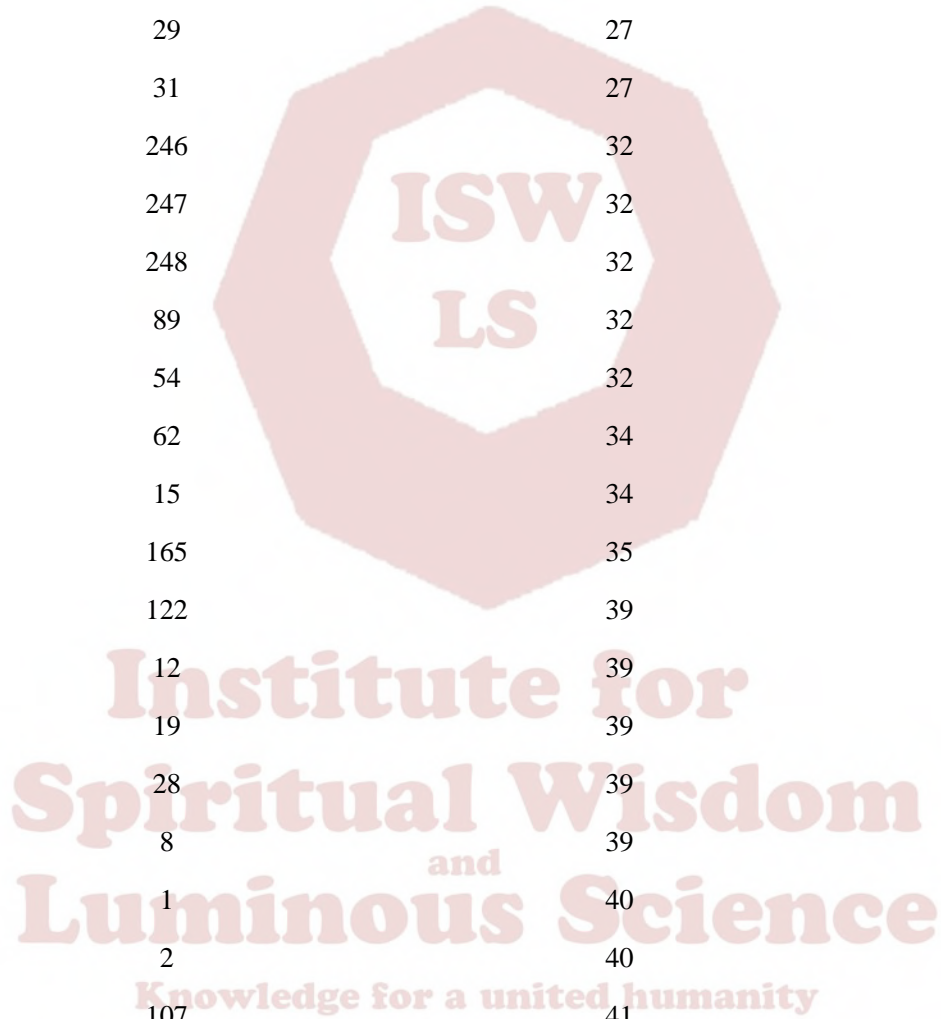 29 27
31 27
246 32
ISW
247 32
248 32
LS
89 32
54 32
62 34
15 34
165 35
122 39
Institute for
12 39
19 39
Spiritual Wisdom
28 39
8 39
and
Luminous Science
1 40
2 40
Knowledge for a united humanity
107 41